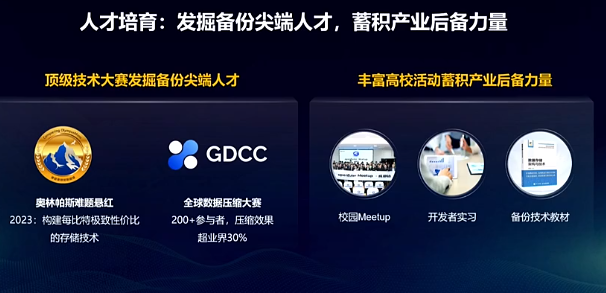 人才培育：发掘备份尖端人才，蓄积产业后备力量
顶级技术大赛发掘备份尖端人才
GDCC
奥林帕斯难题悬红
2023：构建每比特极致性价比
的存储技术
全球数据压缩大赛
200+参与者，压缩效果
超业界30%
丰富高校活动蓄积产业后备力量
校园Meetup
开发者实习
备份技术教材